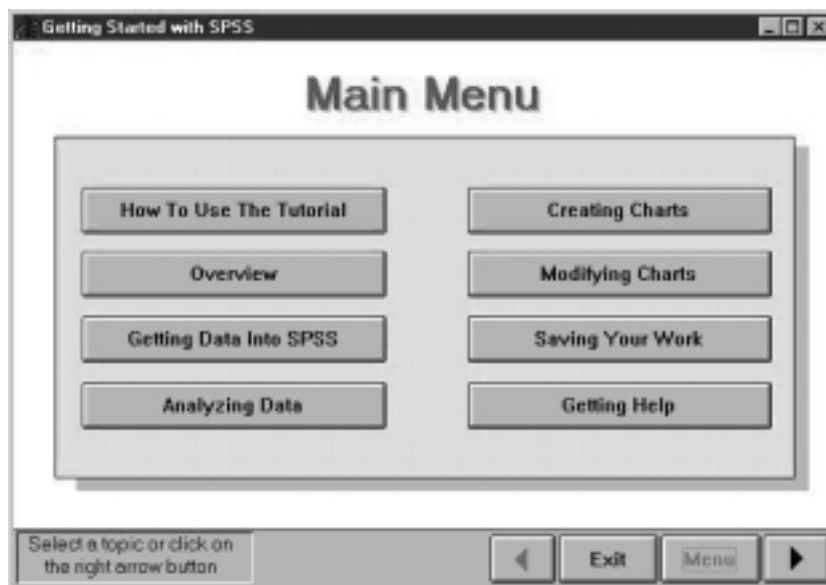 Getting Started with SPSS
Main Menu
How To Use The Tutorial
Overview
Getting Data Into SPSS
Analyzing Data
Creating Charts
Modifying Charts
Saving Your Work
Getting Help
Select a topic or click on
the right arrow button
Exit
Menu